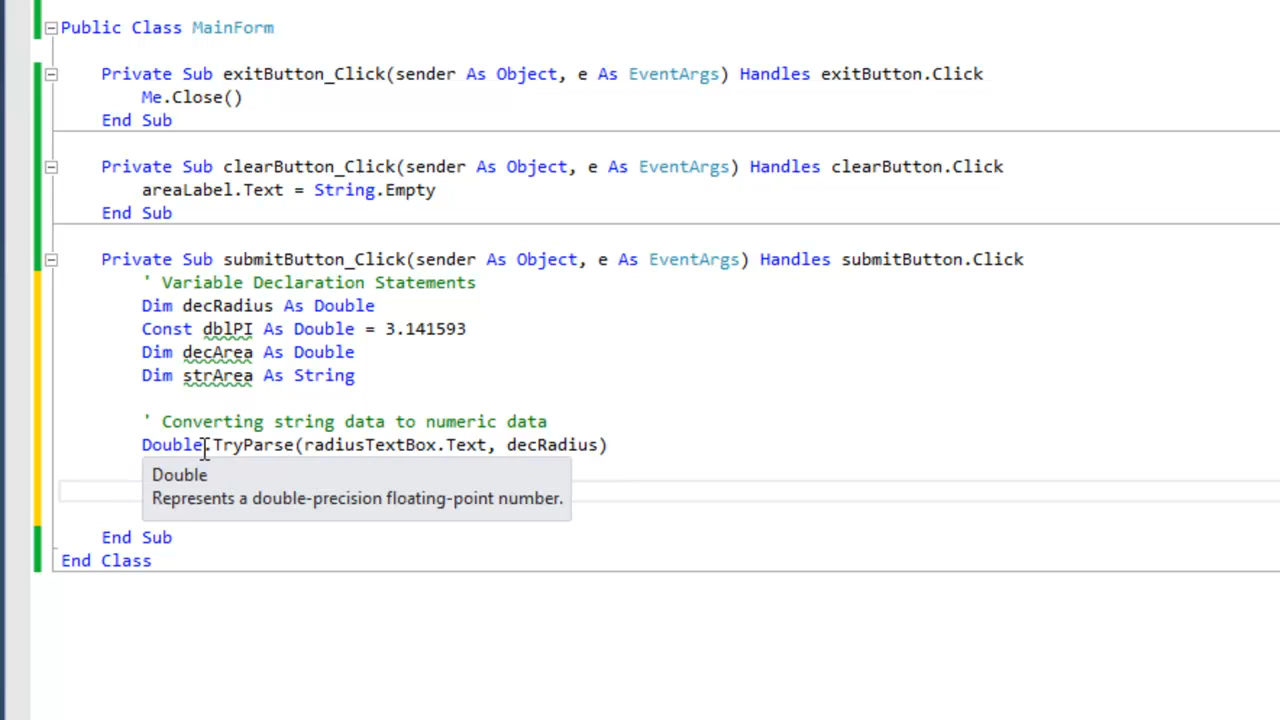 Public Class MainForm
Private Sub exitButton_Click(sender As Object, e As EventArgs) Handles exitButton.Click
Me.Close()
End Sub
Private Sub clearButton_Click(sender As Object, e As EventArgs) Handles clearButton.Click
areaLabel.Text = String.Empty
End Sub
Private Sub submitButton_Click(sender As Object, e As EventArgs) Handles submitButton.Click
' Variable Declaration Statements
Dim decRadius As Double
Const dblPI As Double = 3.141593
Dim decArea As Double
Dim strArea As String
' Converting string data to numeric data
Double.TryParse(radiusTextBox.Text, decRadius)
Double
Represents a double-precision floating-point number.
End Sub
End Class